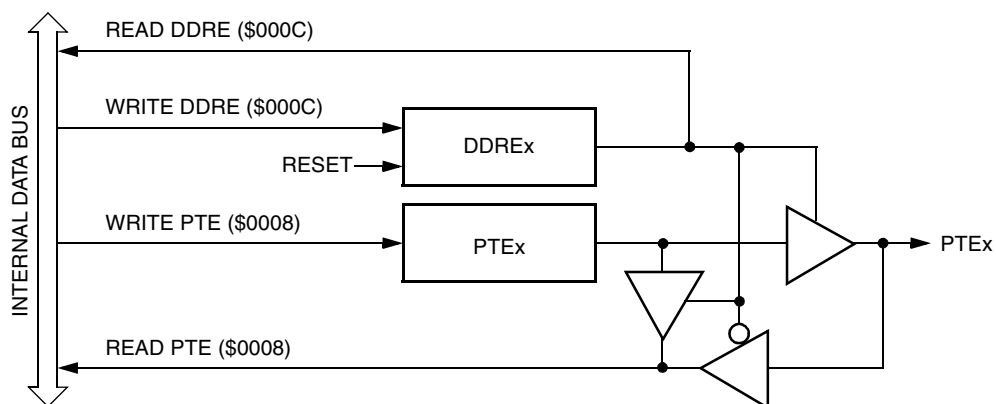 READ DDRE ($000C)
WRITE DDRE ($000C)
DDREx
RESET
INTERNAL DATA BUS
WRITE PTE ($0008)
PTEx
PTEx
READ PTE ($0008)